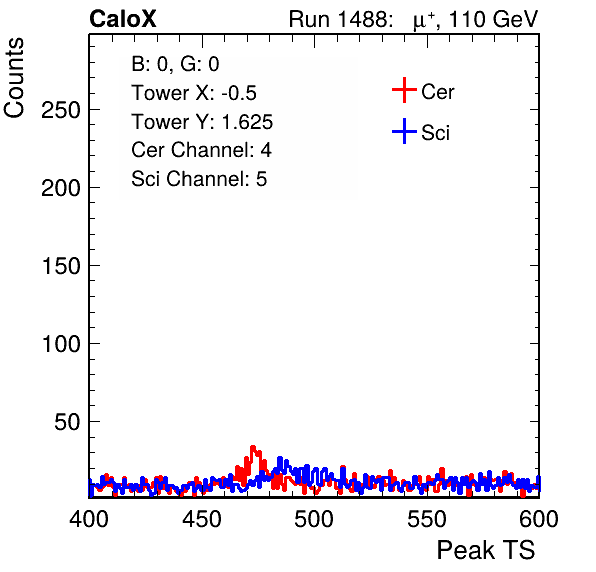 CaloX Run 1488: μ⁺, 110 GeV
Counts
B: 0, G: 0
Tower X: -0.5
Tower Y: 1.625
Cer Channel: 4
Sci Channel: 5
Cer
Sci
250
200
150
100
50
400 450 500 550 600
Peak TS